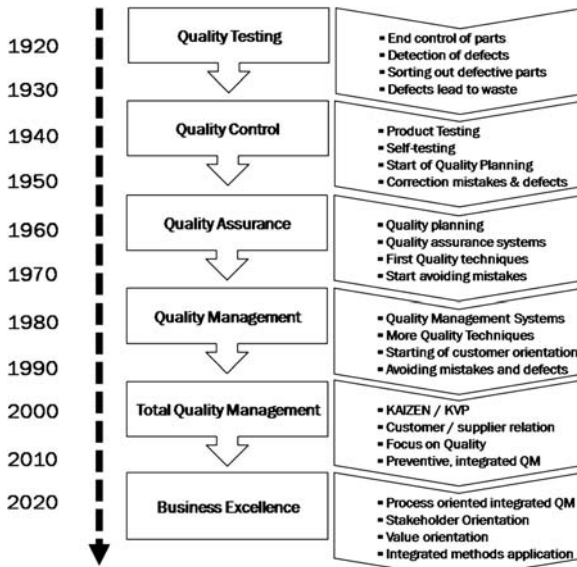 1920
1930
1940
1950
1960
1970
1980
1990
2000
2010
2020
Quality Testing
▪ End control of parts
▪ Detection of defects
▪ Sorting out defective parts
▪ Defects lead to waste
Quality Control
▪ Product Testing
▪ Self-testing
▪ Start of Quality Planning
▪ Correction mistakes & defects
Quality Assurance
▪ Quality planning
▪ Quality assurance systems
▪ First Quality techniques
▪ Start avoiding mistakes
Quality Management
▪ Quality Management Systems
▪ More Quality Techniques
▪ Starting of customer orientation
▪ Avoiding mistakes and defects
Total Quality Management
▪ KAIZEN / KVP
▪ Customer / supplier relation
▪ Focus on Quality
▪ Preventive, integrated QM
Business Excellence
▪ Process oriented integrated QM
▪ Stakeholder Orientation
▪ Value orientation
▪ Integrated methods application